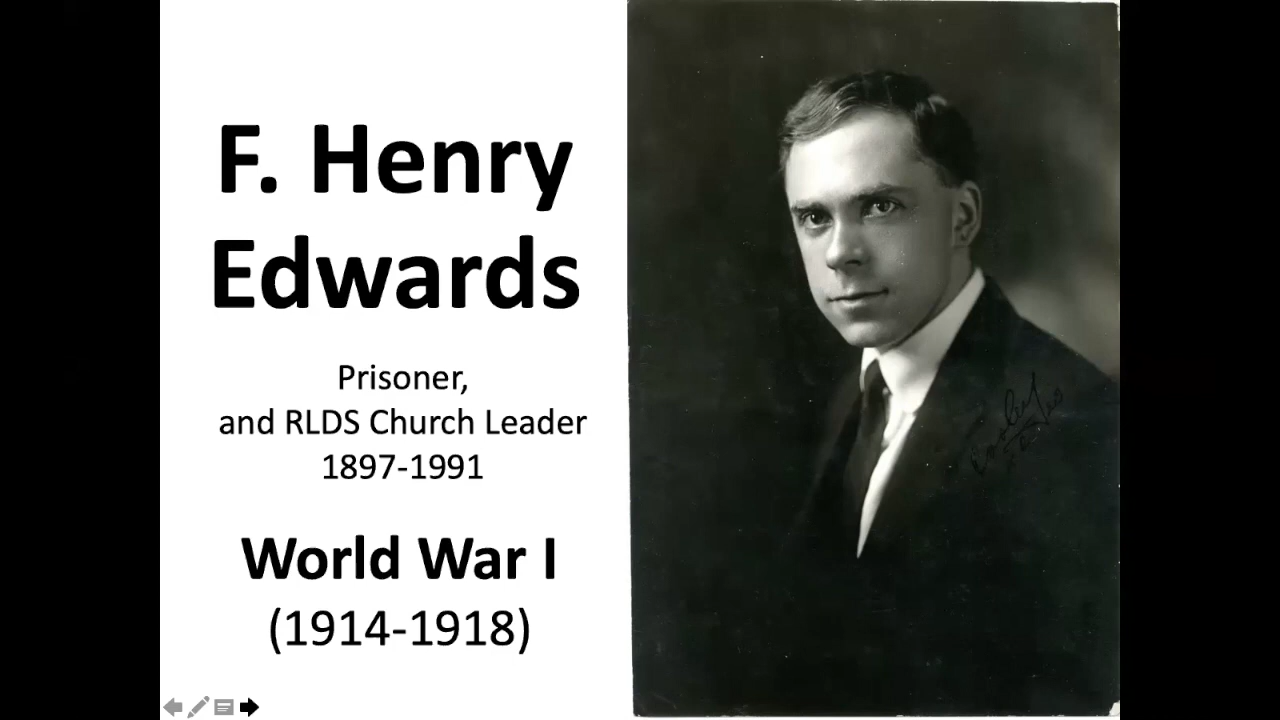 F. Henry
Edwards
Prisoner,
and RLDS Church Leader
1897-1991
World War I
(1914-1918)